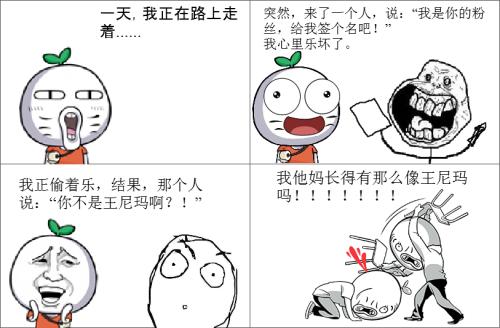 一天，我正在路上走
着......
突然，来了一个人，说：“我是你的粉
丝，给我签个名吧！”
我心里乐坏了。
我正偷着乐，结果，那个人
说：“你不是王尼玛啊？！”
我他妈长得有那么像王尼玛
吗！！！！！！！